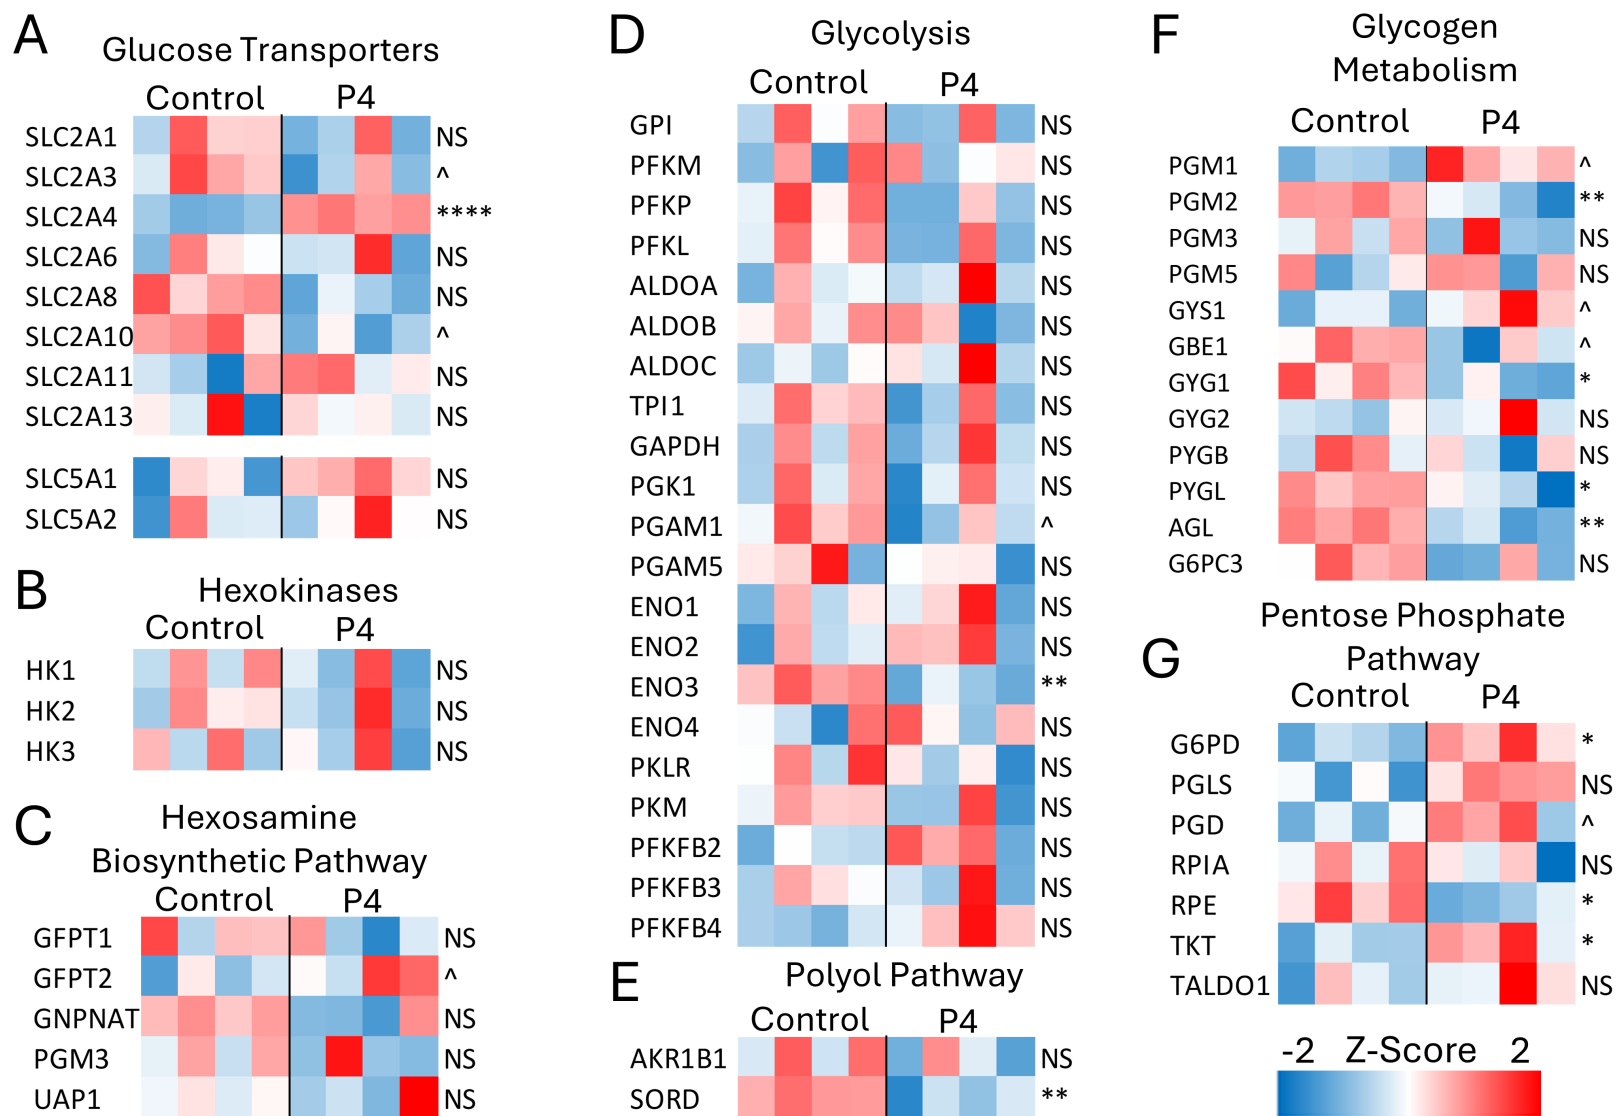 A
Glucose Transporters
Control P4
SLC2A1 NS
SLC2A3 ^
SLC2A4 ****
SLC2A6 NS
SLC2A8 NS
SLC2A10 ^
SLC2A11 NS
SLC2A13 NS
SLC5A1 NS
SLC5A2 NS
B
Hexokinases
Control P4
HK1 NS
HK2 NS
HK3 NS
C
Hexosamine
Biosynthetic Pathway
Control P4
GFPT1 NS
GFPT2 ^
GNPNAT NS
PGM3 NS
UAP1 NS
D
Glycolysis
Control P4
GPI NS
PFKM NS
PFKP NS
PFKL NS
ALDOA NS
ALDOB NS
ALDOC NS
TPI1 NS
GAPDH NS
PGK1 NS
PGAM1 ^
PGAM5 NS
ENO1 NS
ENO2 NS
ENO3 **
ENO4 NS
PKLR NS
PKM NS
PFKFB2 NS
PFKFB3 NS
PFKFB4 NS
E
Polyol Pathway
Control P4
AKR1B1 NS
SORD **
F
Glycogen
Metabolism
Control P4
PGM1 ^
PGM2 **
PGM3 NS
PGM5 NS
GYS1 ^
GBE1 ^
GYG1 *
GYG2 NS
PYGB NS
PYGL *
AGL **
G6PC3 NS
G
Pentose Phosphate
Pathway
Control P4
G6PD *
PGLS NS
PGD ^
RPIA NS
RPE *
TKT *
TALDO1 NS
-2 Z-Score 2